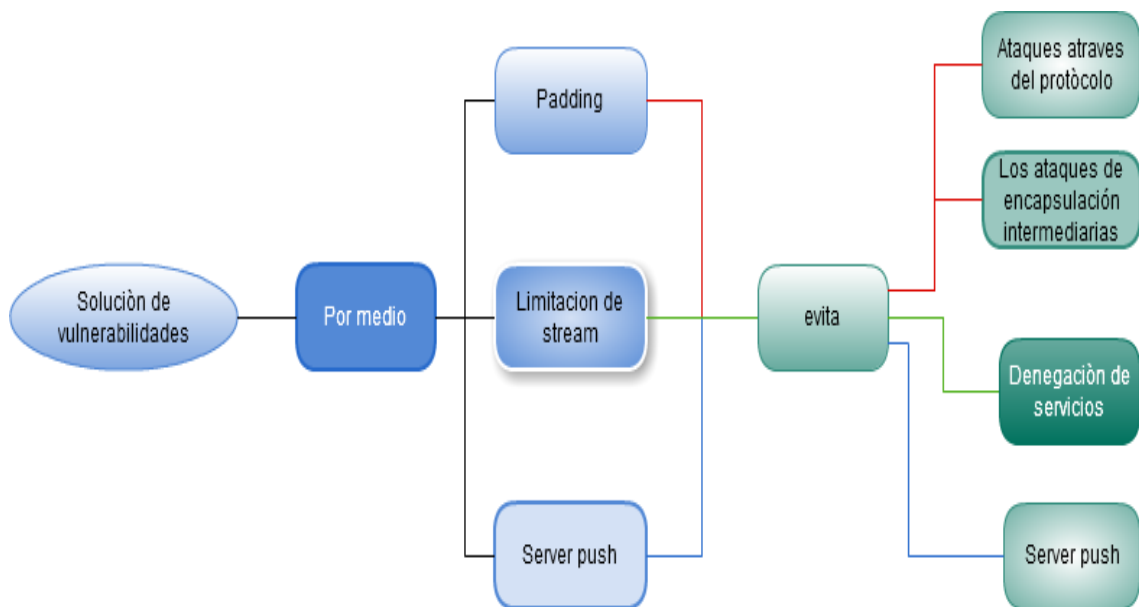 Soluciòn de
vulnerabilidades
Por medio
Padding
Limitacion de
stream
Server push
evita
Ataques atraves
del protòcolo
Los ataques de
encapsulación
intermediarias
Denegaciòn de
servicios
Server push